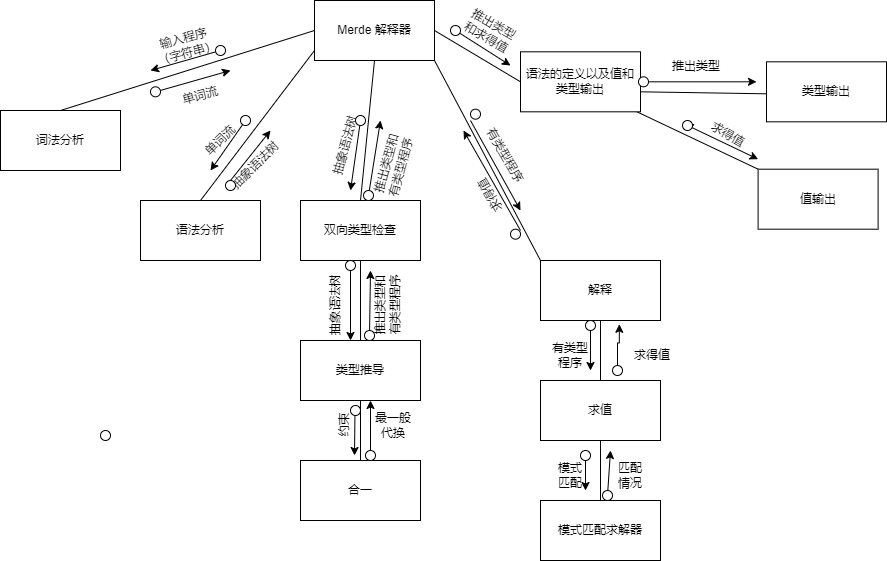 Merde 解释器
输入程序
(字符串)
单词流
词法分析
单词流
抽象语法树
语法分析
抽象语法树
推出类型和
有类型程序
双向类型检查
抽象语法树
推出类型和
有类型程序
类型推导
约束
最一般
代换
合一
推出类型
和求得值
语法的定义以及值和
类型输出
推出类型
类型输出
求得值
值输出
有类型程序
求得值
解释
有类型
程序
求得值
求值
模式
匹配
匹配
情况
模式匹配求解器